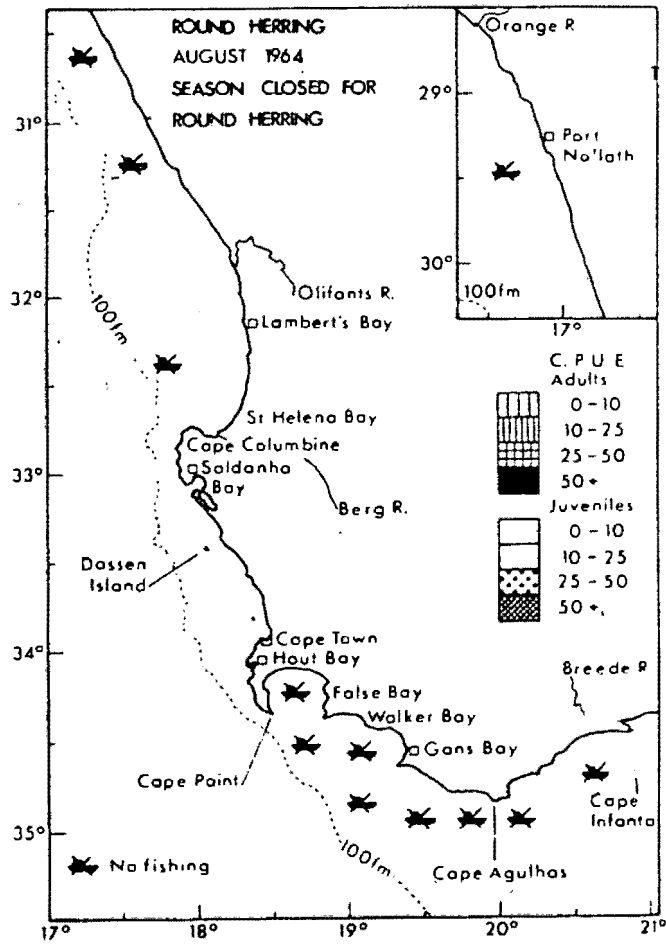 ROUND HERRING
AUGUST 1964
SEASON CLOSED FOR
ROUND HERRING
Orange R
29°
Port
No'lath
30°
100fm
17°
31°
32°
33°
34°
35°
100fm
Olifants R.
Lambert's Bay
St Helena Bay
Cape Columbine
Saldanha
Bay
Berg R.
Dassen
Island
Cape Town
Hout Bay
False Bay
Walker Bay
Gans Bay
Breede R
Cape Point
Cape
Infanta
Cape Agulhas
100fm
No fishing
C. P U E
Adults
0-10
10-25
25-50
50+
Juveniles
0-10
10-25
25-50
50+.
17° 18° 19° 20° 21°